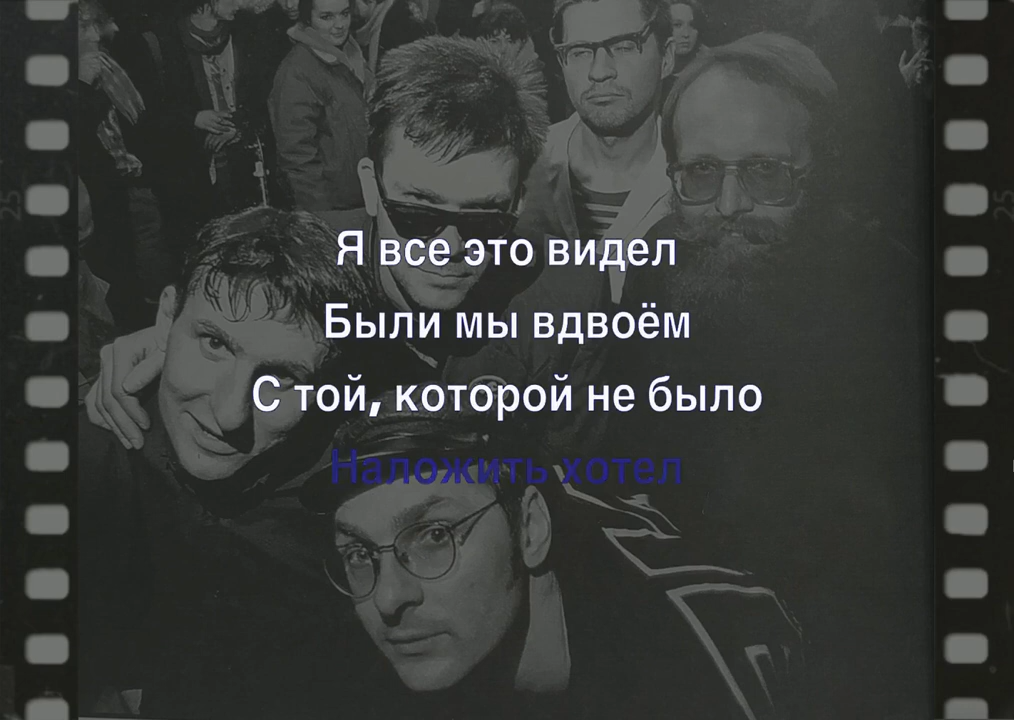 Я все это видел
Были мы вдвоём
С той, которой не было
Наложить хотел